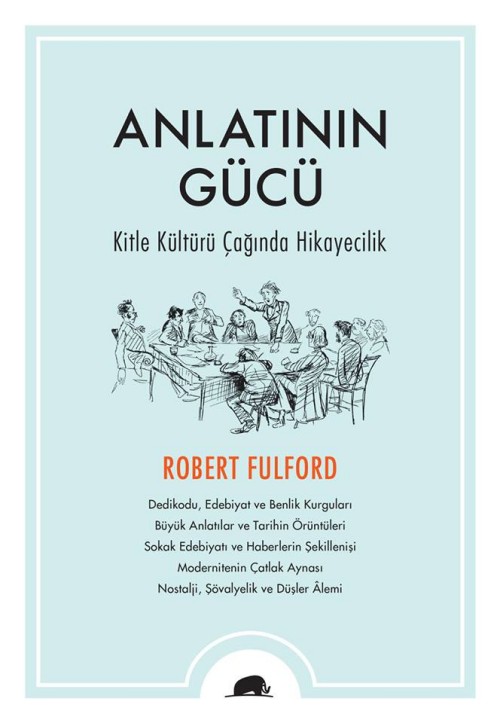 ANLATININ
GÜCÜ
Kitle Kültürü Çağında Hikayecilik
ROBERT FULFORD
Dedikodu, Edebiyat ve Benlik Kurguları
Büyük Anlatılar ve Tarihin Örüntüleri
Sokak Edebiyatı ve Haberlerin Şekillenişi
Modernitenin Çatlak Aynası
Nostalji, Şövalyelik ve Düşler Âlemi